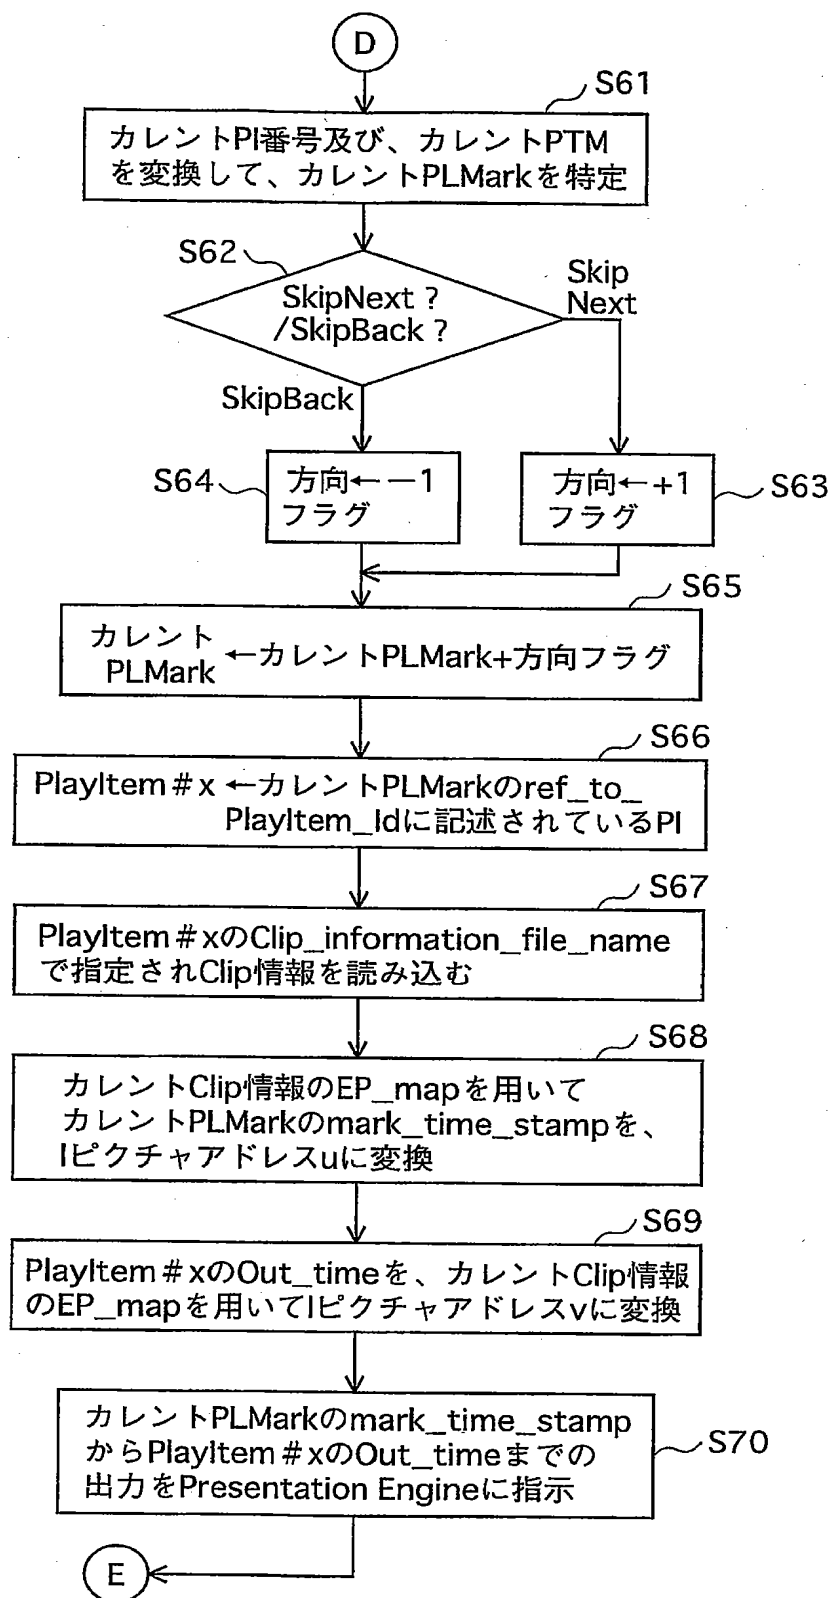 D
S61
カレントPI番号及び、カレントPTM
を変換して、カレントPLMarkを特定
S62
SkipNext ?
/SkipBack ?
Skip
Next
SkipBack
S64
方向←－1
フラグ
方向←+1
フラグ
S63
S65
カレント
PLMark
←カレントPLMark+方向フラグ
S66
PlayItem＃x ←カレントPLMarkのref_to_
PlayItem_Idに記述されているPI
S67
PlayItem＃xのClip_information_file_name
で指定されClip情報を読み込む
S68
カレントClip情報のEP_mapを用いて
カレントPLMarkのmark_time_stampを、
Iピクチャアドレスuに変換
S69
PlayItem＃xのOut_timeを、カレントClip情報
のEP_mapを用いてIピクチャアドレスvに変換
カレントPLMarkのmark_time_stamp
からPlayItem＃xのOut_timeまでの
出力をPresentation Engineに指示
S70
E